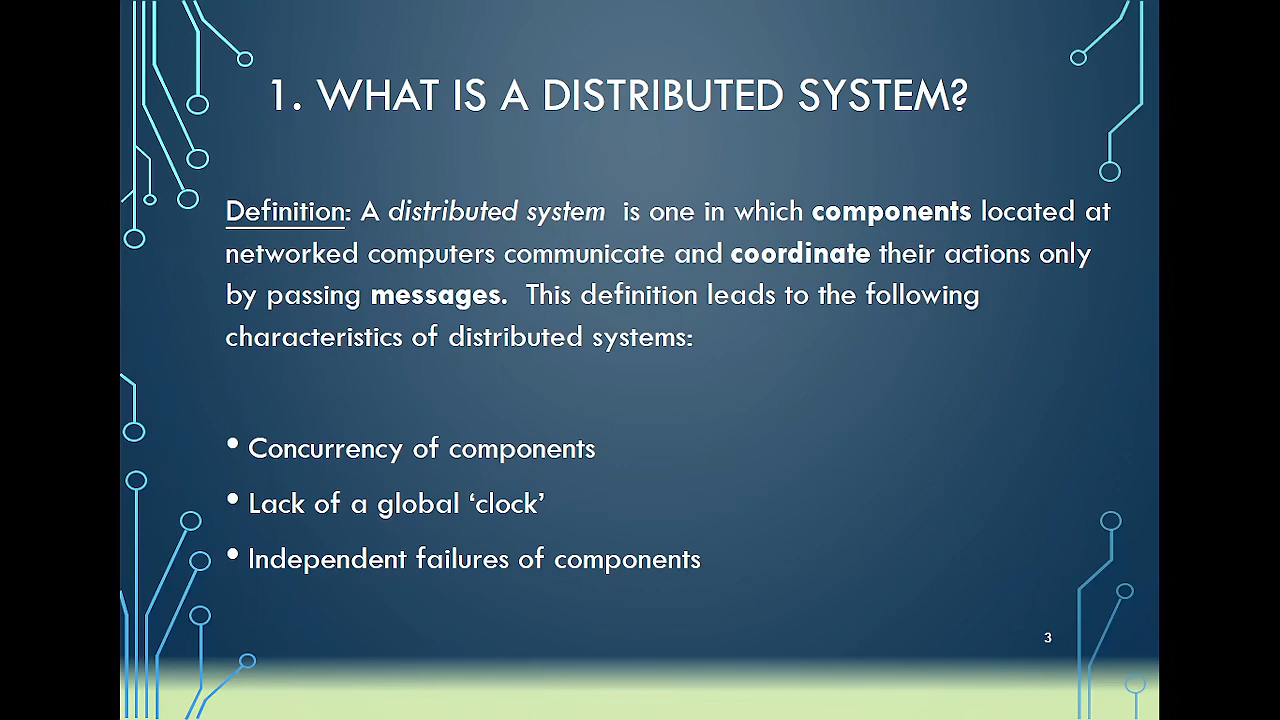 1. WHAT IS A DISTRIBUTED SYSTEM?
Definition: A distributed system is one in which components located at
networked computers communicate and coordinate their actions only
by passing messages. This definition leads to the following
characteristics of distributed systems:
• Concurrency of components
• Lack of a global ‘clock’
• Independent failures of components
3